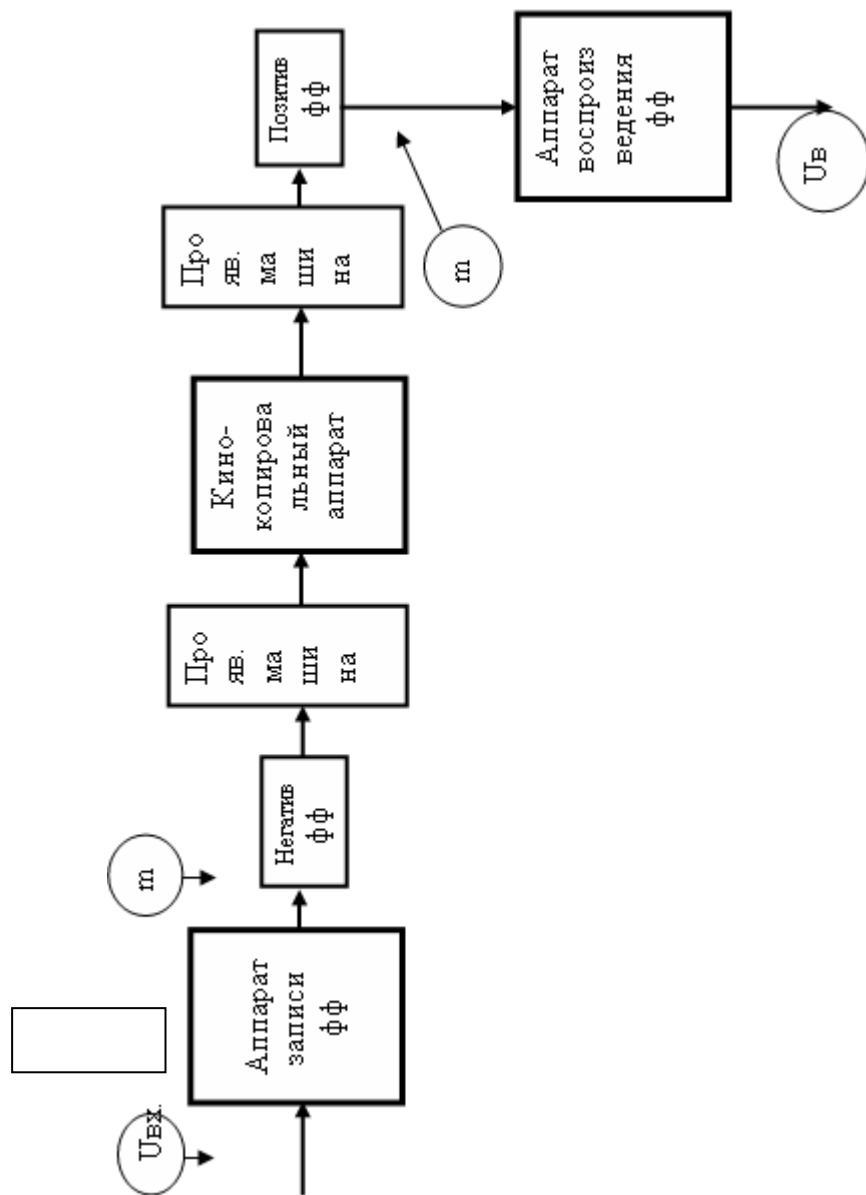 Uвх.
Аппарат
записи
фф
m
Негатив
фф
Про
яв.
ма
ши
на
Кино-
копирова
льный
аппарат
Про
яв.
ма
ши
на
Позитив
фф
m
Аппарат
воспроиз
ведения
фф
Uв